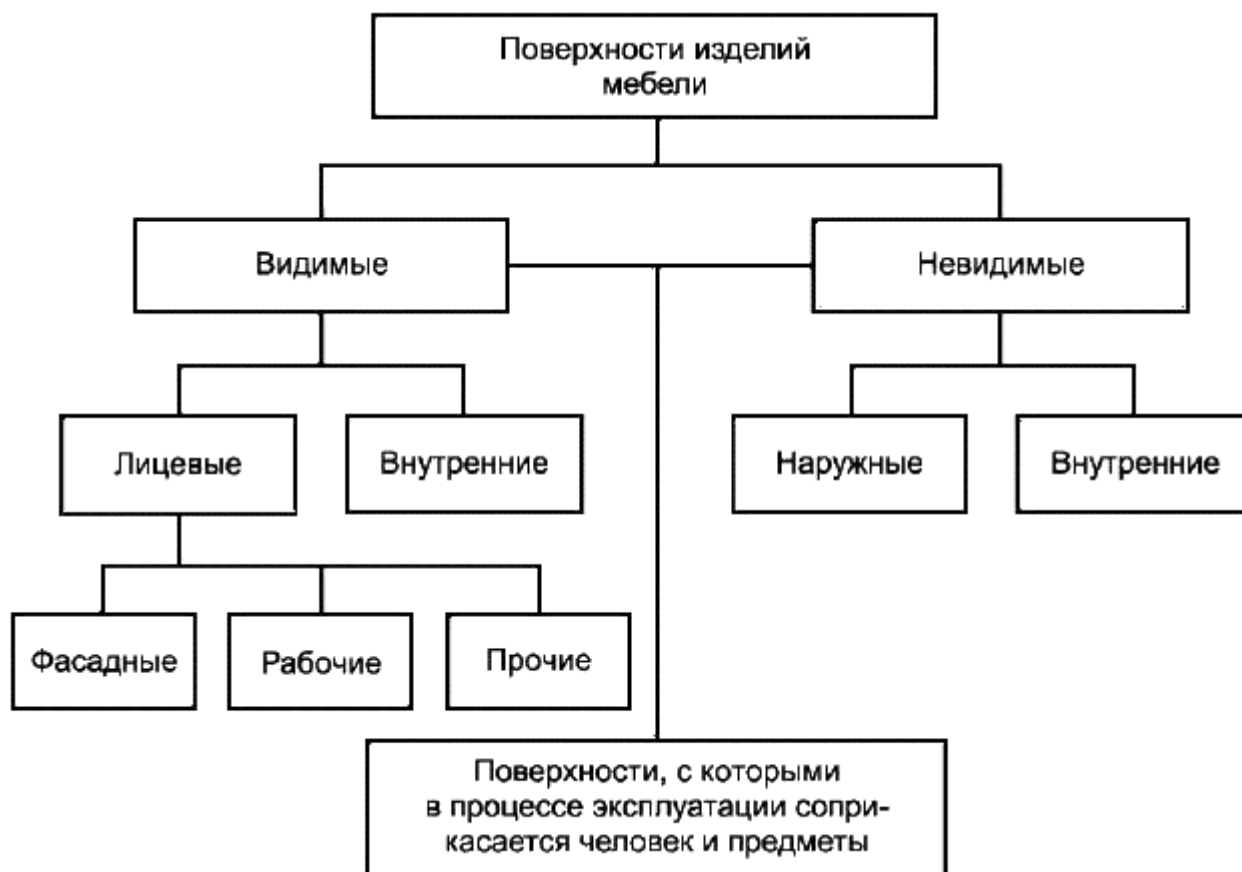 Поверхности изделий
мебели
Видимые
Невидимые
Лицевые
Внутренние
Наружные
Внутренние
Фасадные
Рабочие
Прочие
Поверхности, с которыми
в процессе эксплуатации сопри-
касается человек и предметы